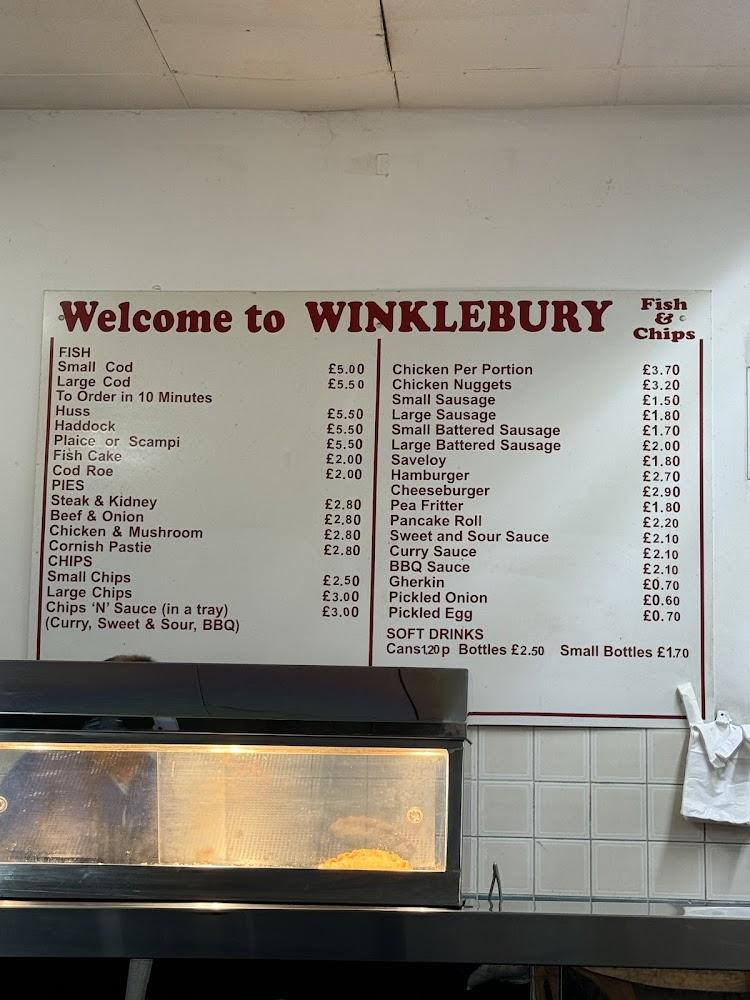 Welcome to WINKLEBURY Fish & Chips
FISH
Small Cod £5.00
Large Cod £5.50
To Order in 10 Minutes
Huss £5.50
Haddock £5.50
Plaice or Scampi £5.50
Fish Cake £2.00
Cod Roe £2.00
PIES
Steak & Kidney £2.80
Beef & Onion £2.80
Chicken & Mushroom £2.80
Cornish Pastie £2.80
CHIPS
Small Chips £2,50
Large Chips £3.00
Chips 'N' Sauce (in a tray) £3.00
(Curry, Sweet & Sour, BBQ)
Chicken Per Portion £3.70
Chicken Nuggets £3.20
Small Sausage £1.50
Large Sausage £1.80
Small Battered Sausage £1.70
Large Battered Sausage £2.00
Saveloy £1.80
Hamburger £2.70
Cheeseburger £2.90
Pea Fritter £1.80
Pancake Roll £2.20
Sweet and Sour Sauce £2.10
Curry Sauce £2.10
BBQ Sauce £2.10
Gherkin £0.70
Pickled Onion £0.60
Pickled Egg £0.70
SOFT DRINKS
Cans 1,20p Bottles £2.50 Small Bottles £1.70